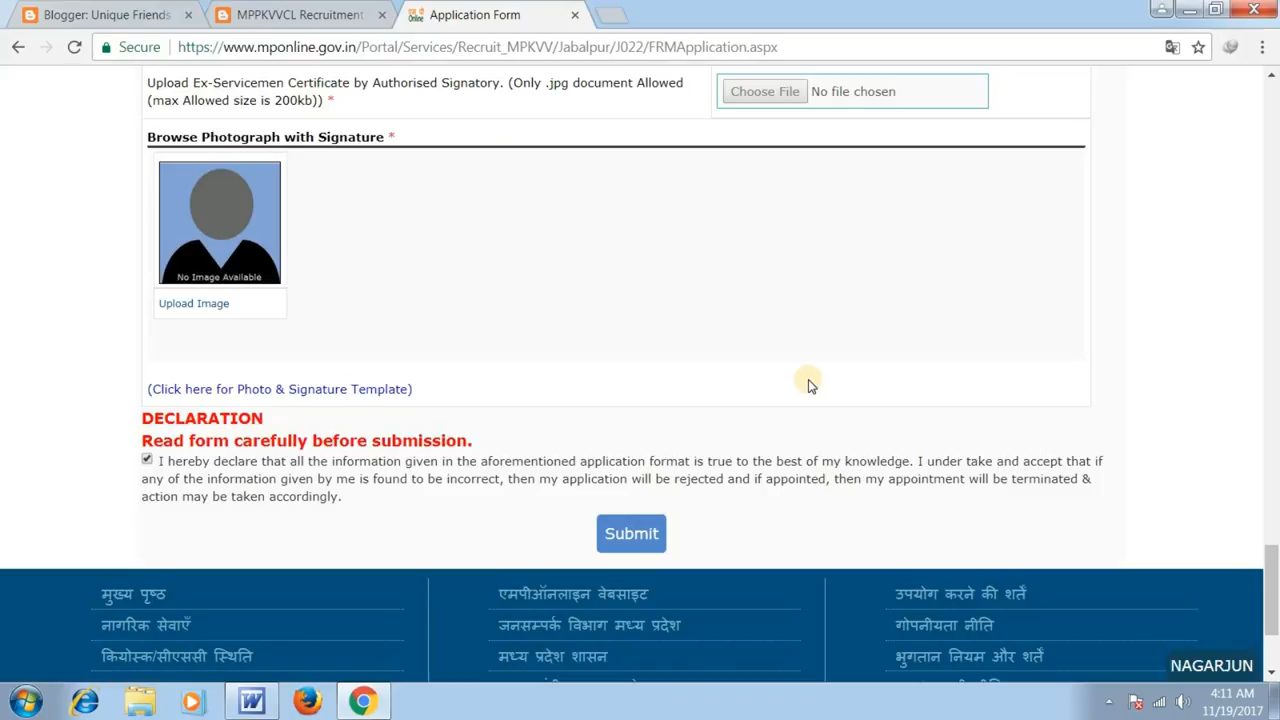 Blogger: Unique Friends
MPPKVVCL Recruitment
Application Form
Secure
https://www.mponline.gov.in/Portal/Services/Recruit_MPKVV/Jabalpur/J022/FRMApplication.aspx
Upload Ex-Servicemen Certificate by Authorised Signatory. (Only .jpg document Allowed
(max Allowed size is 200kb)) *
Choose File No file chosen
Browse Photograph with Signature *
No Image Available
Upload Image
(Click here for Photo & Signature Template)
DECLARATION
Read form carefully before submission.
I hereby declare that all the information given in the aforementioned application format is true to the best of my knowledge. I under take and accept that if
any of the information given by me is found to be incorrect, then my application will be rejected and if appointed, then my appointment will be terminated &
action may be taken accordingly.
Submit
मुख्य पृष्ठ
एमपीऑनलाइन वेबसाइट
उपयोग करने की शर्तें
नागरिक सेवाएँ
जनसम्पर्क विभाग मध्य प्रदेश
गोपनीयता नीति
कियोस्क/सीएससी स्थिति
मध्य प्रदेश शासन
भुगतान नियम और शर्तें
NAGARJUN
4:11 AM
11/19/2017